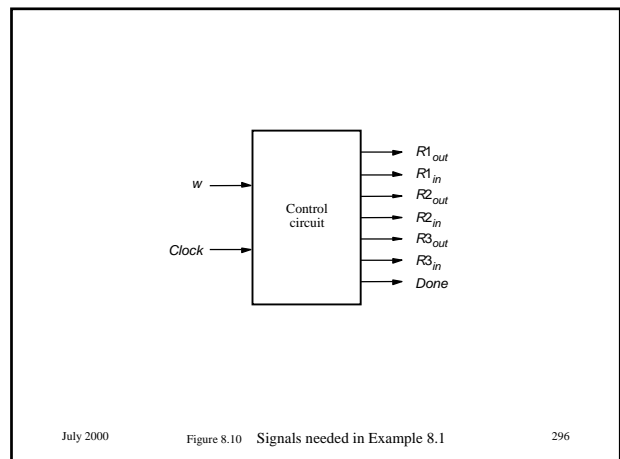 w
Clock
Control
circuit
R1out
R1in
R2out
R2in
R3out
R3in
Done
July 2000 Figure 8.10 Signals needed in Example 8.1 296